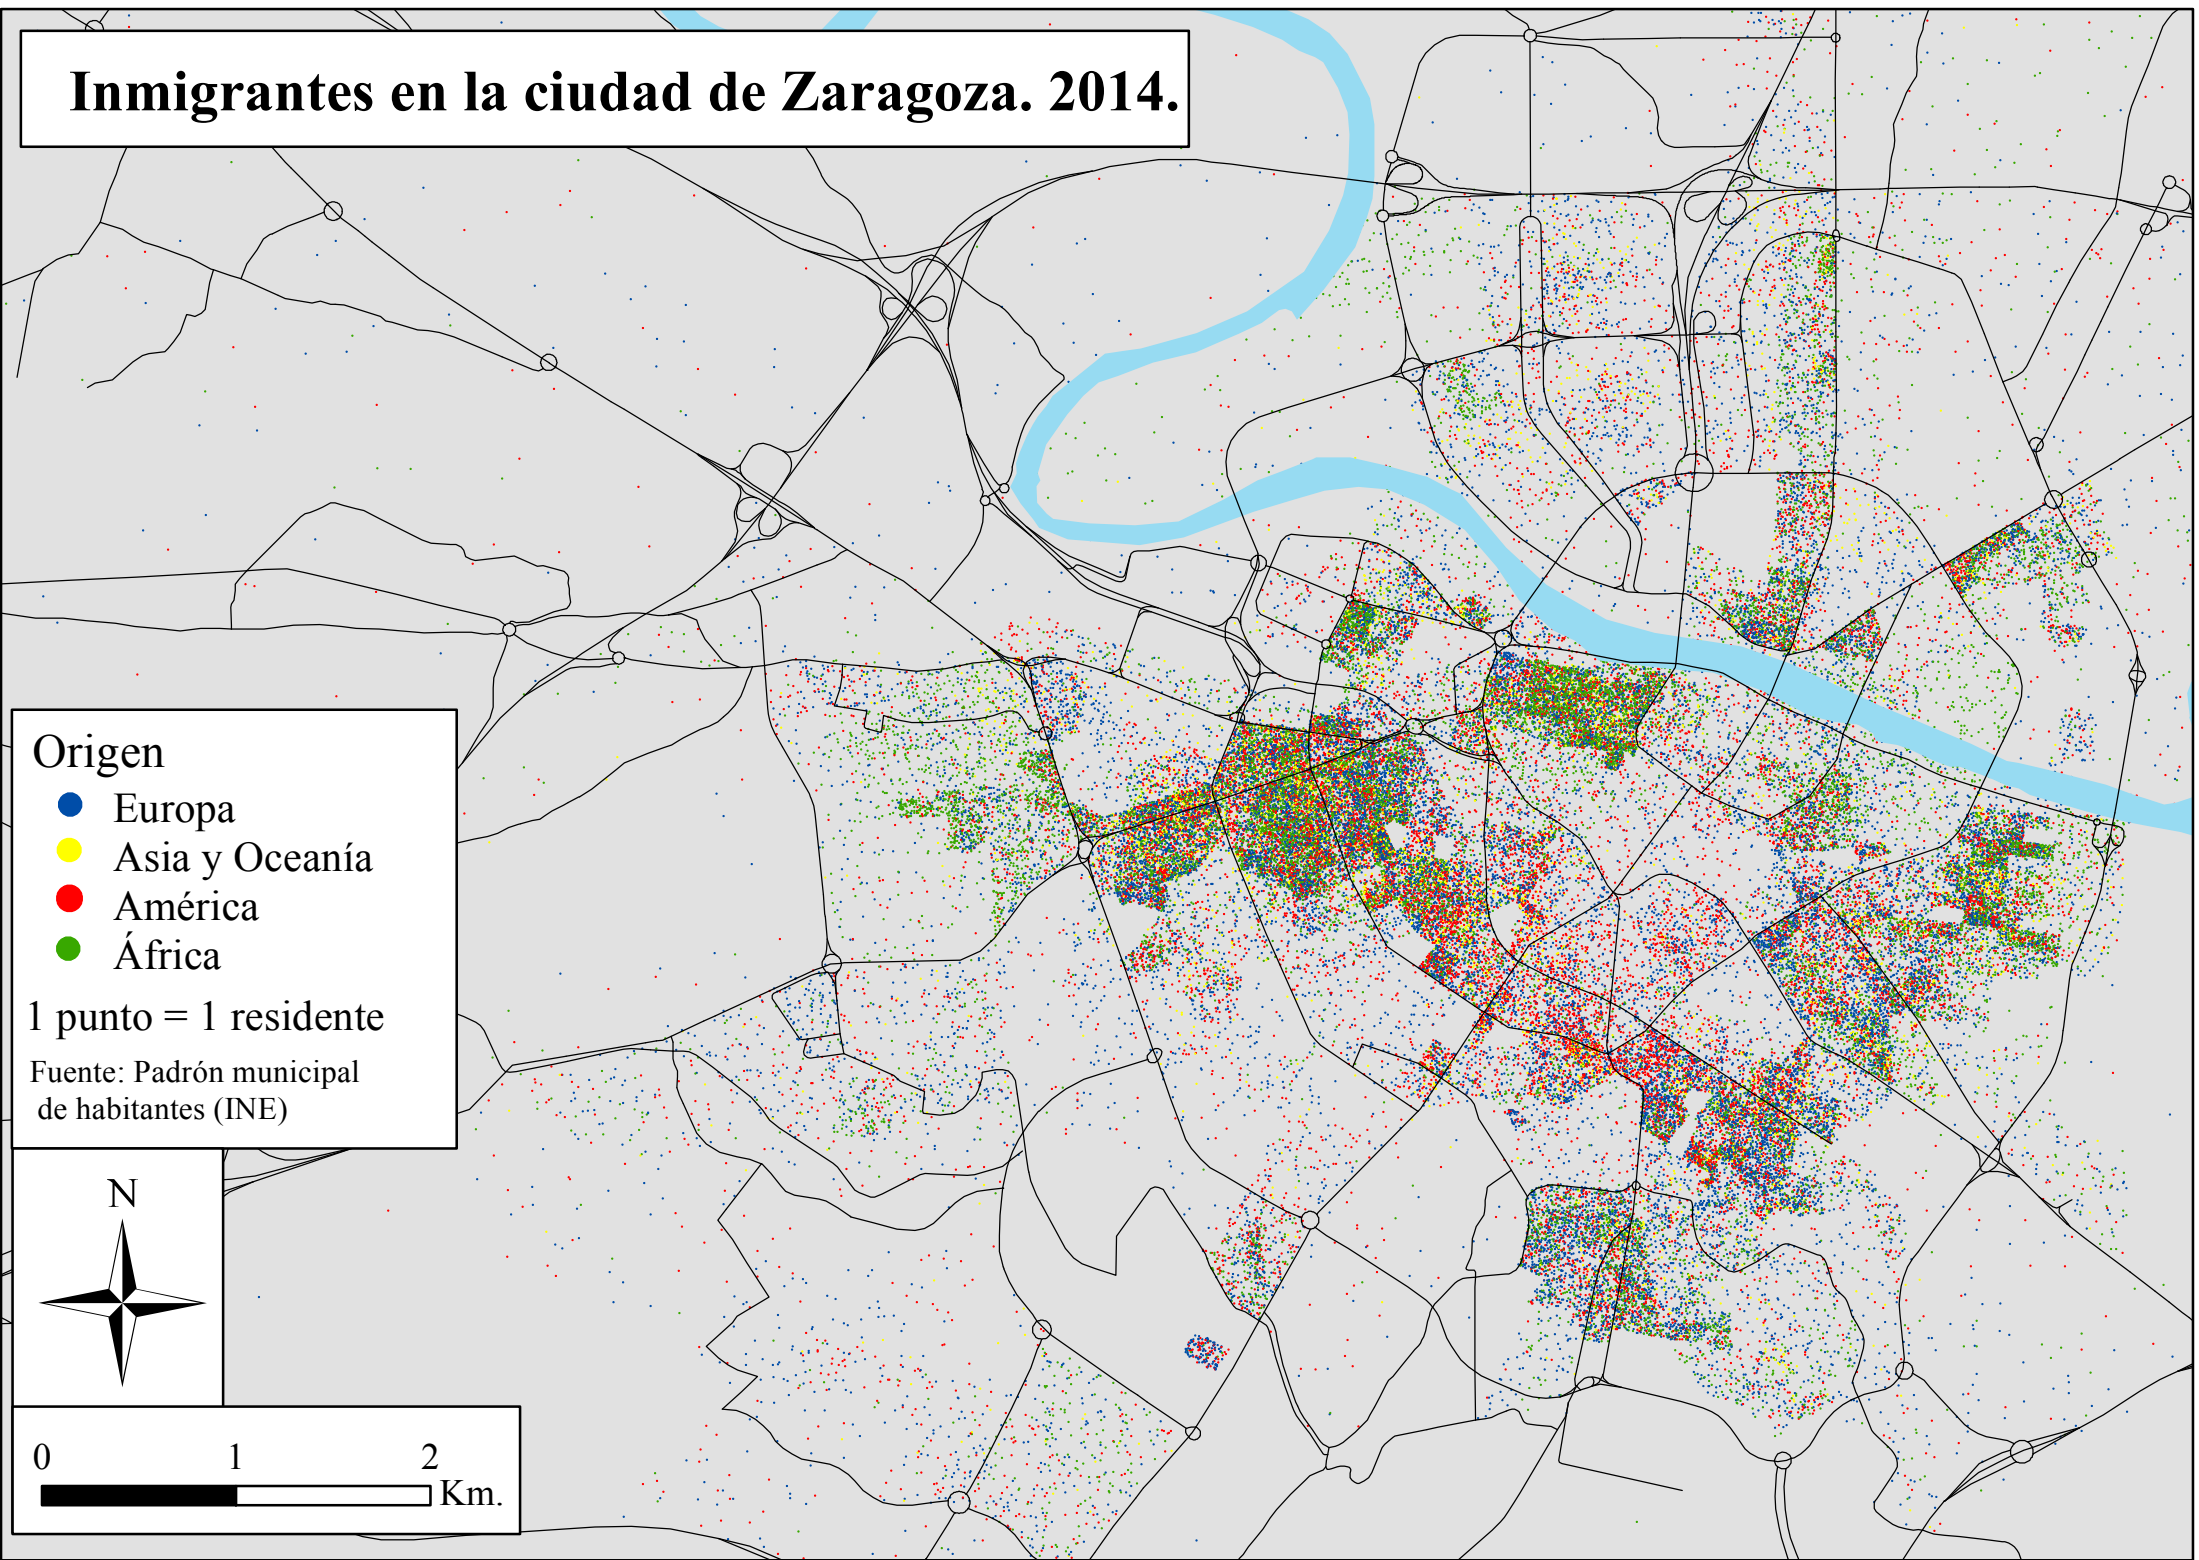 Inmigrantes en la ciudad de Zaragoza. 2014.
Origen
Europa
Asia y Oceanía
América
África
1 punto = 1 residente
Fuente: Padrón municipal
de habitantes (INE)
N
0 1 2
Km.